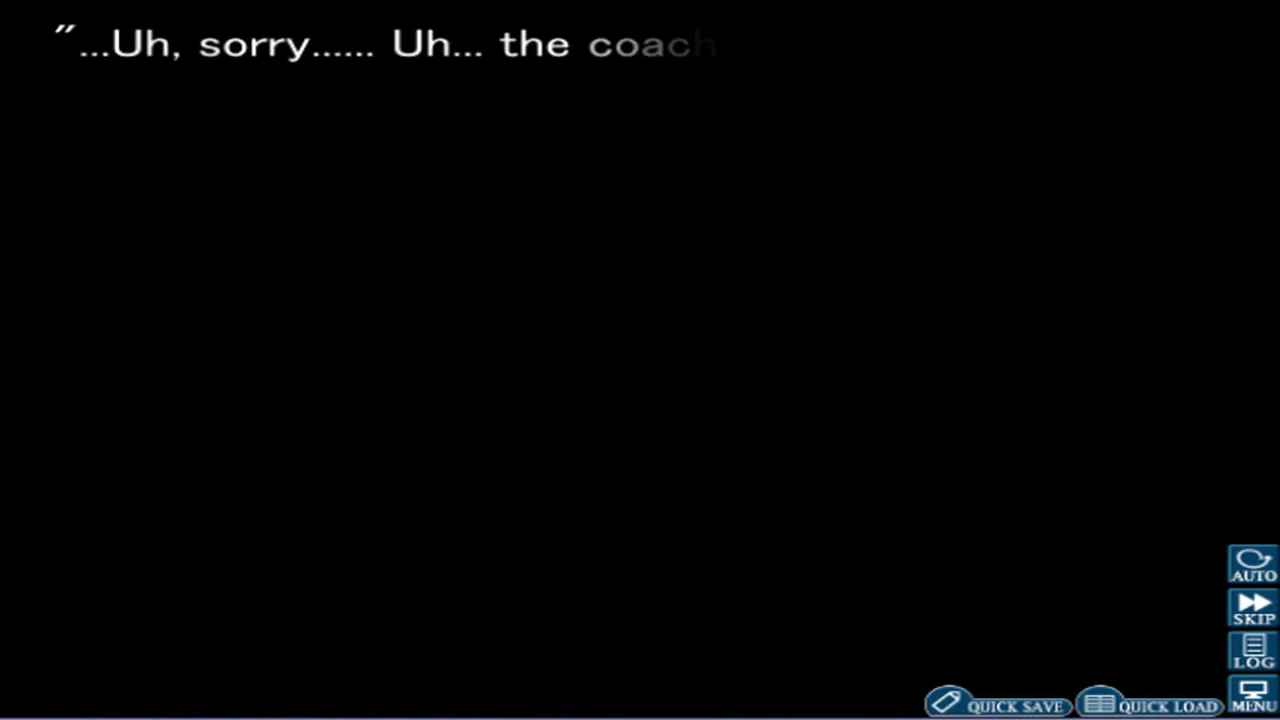 "...Uh, sorry...... Uh... the coach
AUTO
SKIP
LOG
QUICK SAVE
QUICK LOAD
MENU